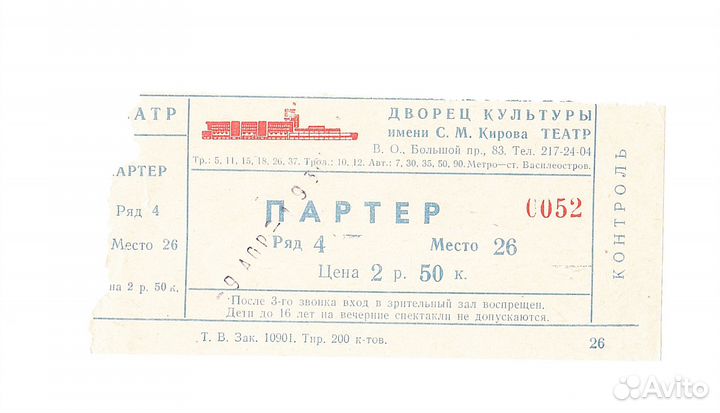 АТР
АРТЕР
Ряд 4
Место 26
на 2 р. 50 к.
ДВОРЕЦ КУЛЬТУРЫ
имени С. М. Кирова ТЕАТР
В. О., Большой пр., 83. Тел. 217-24-04
Тр.: 5, 11, 15, 18, 26, 37. Трол.: 10, 12. Авт.: 7, 30, 35, 50, 90. Метро—ст. Василеостров.
ПАРТЕР 0052
Ряд 4 Место 26
Цена 2 р. 50 к.
После 3-го звонка вход в зрительный зал воспрещен.
Дети до 16 лет на вечерние спектакли не допускаются.
Т. В. Зак. 10901. Тир. 200 к-тов. 26
КОНТРОЛЬ
Avito